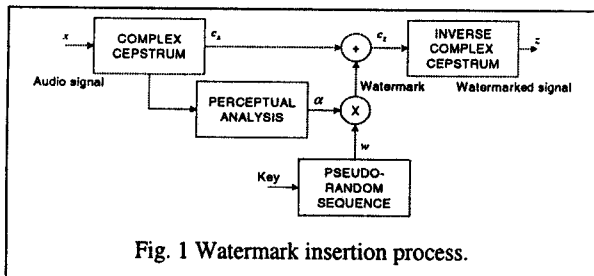 x
COMPLEX
CEPSTRUM
c_x
+
c_z
INVERSE
COMPLEX
CEPSTRUM
z
Audio signal
Watermark
Watermarked signal
PERCEPTUAL
ANALYSIS
α
X
w
Key
PSEUDO-
RANDOM
SEQUENCE
Fig. 1 Watermark insertion process.